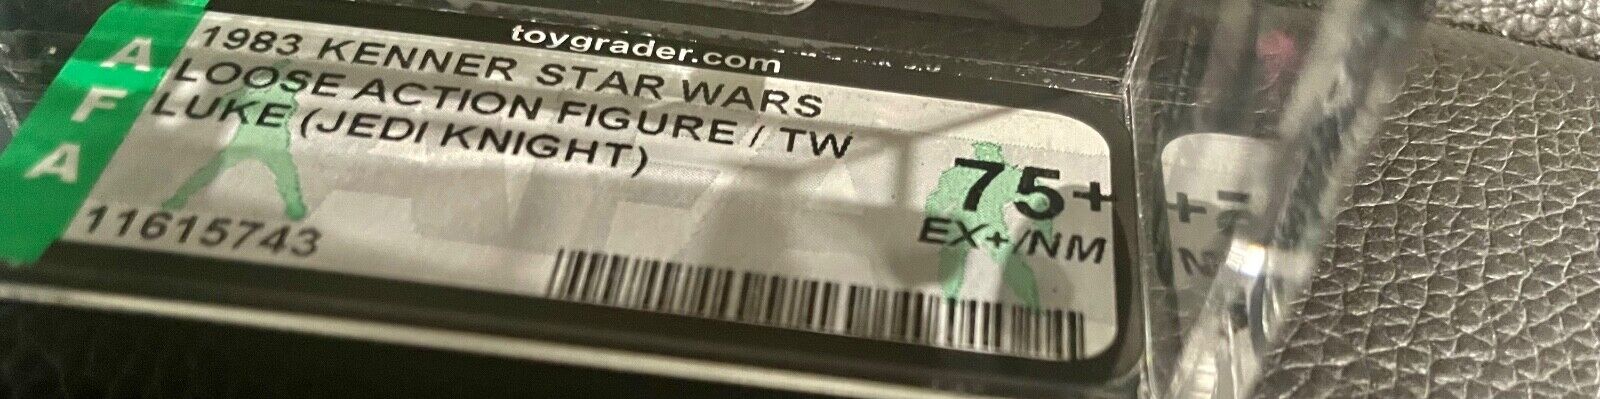 toygrader.com
AFA
1983 KENNER STAR WARS
LOOSE ACTION FIGURE / TW
LUKE (JEDI KNIGHT)
75+
EX+/NM
11615743